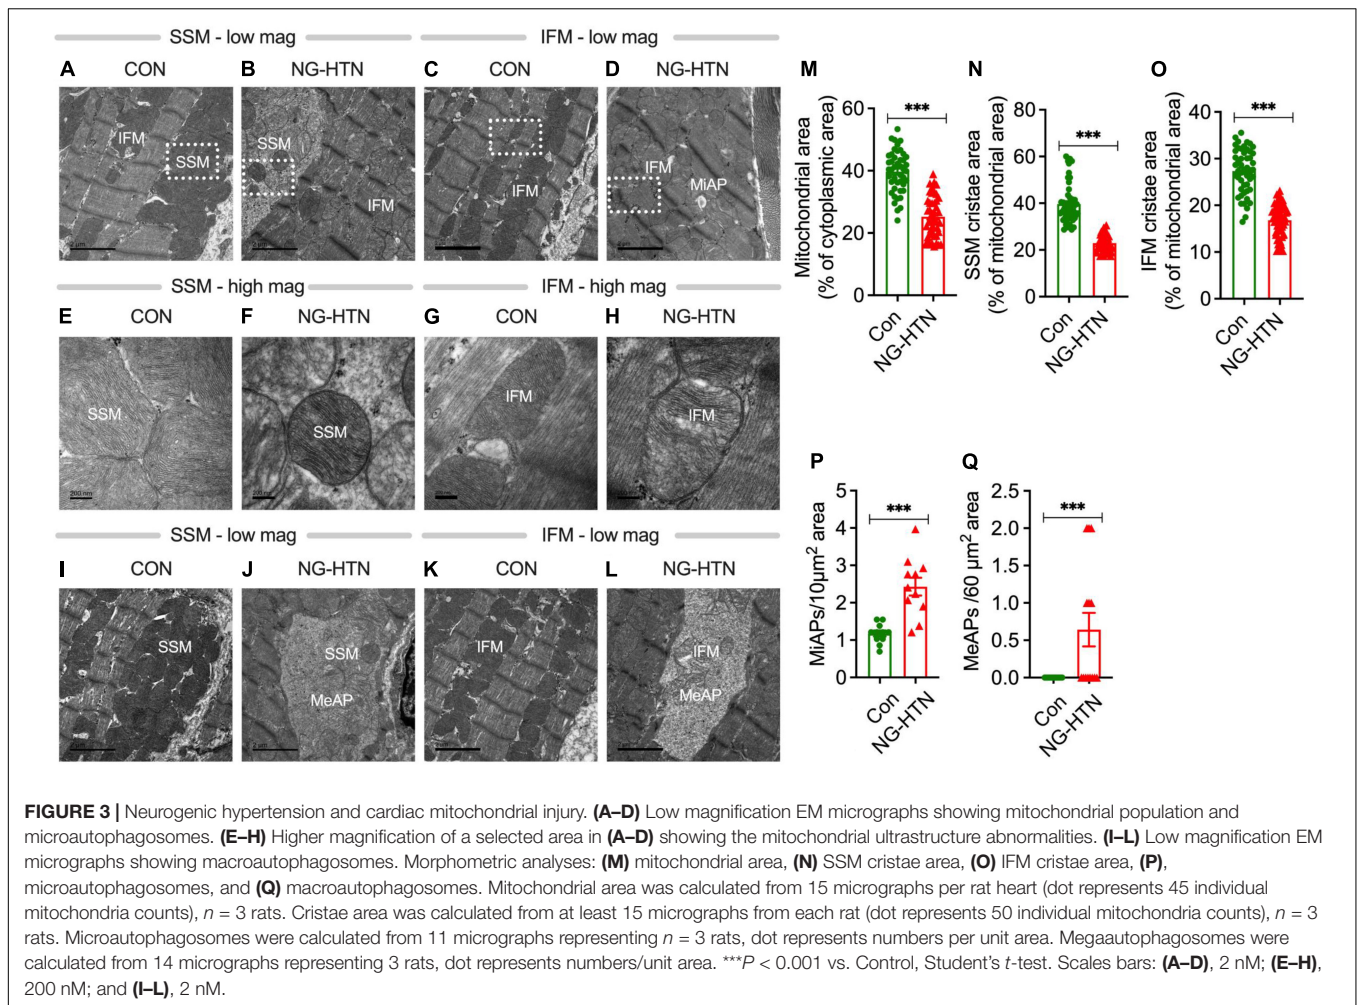 SSM - low mag
IFM - low mag
A CON
B NG-HTN
C CON
D NG-HTN
IFM
SSM
2 µm
SSM
IFM
2 µm
IFM
IFM
MiAP
SSM - high mag
IFM - high mag
E CON
F NG-HTN
G CON
H NG-HTN
SSM
200 nm
SSM
IFM
IFM
SSM - low mag
IFM - low mag
I CON
J NG-HTN
K CON
L NG-HTN
SSM
2 µm
SSM
MeAP
2 µm
IFM
IFM
MeAP
M
Mitochondrial area
(% of cytoplasmic area)
60
40
20
0
***
Con
NG-HTN
N
SSM cristae area
(% of mitochondrial area)
80
60
40
20
0
***
Con
NG-HTN
O
IFM cristae area
(% of mitochondrial area)
40
30
20
10
0
***
Con
NG-HTN
P
MiAPs/10µm² area
5
4
3
2
1
0
***
Con
NG-HTN
Q
MeAPs /60 µm² area
2.5
2.0
1.5
1.0
0.5
0.0
***
Con
NG-HTN
FIGURE 3 | Neurogenic hypertension and cardiac mitochondrial injury. (A–D) Low magnification EM micrographs showing mitochondrial population and
microautophagosomes. (E–H) Higher magnification of a selected area in (A–D) showing the mitochondrial ultrastructure abnormalities. (I–L) Low magnification EM
micrographs showing macroautophagosomes. Morphometric analyses: (M) mitochondrial area, (N) SSM cristae area, (O) IFM cristae area, (P),
microautophagosomes, and (Q) macroautophagosomes. Mitochondrial area was calculated from 15 micrographs per rat heart (dot represents 45 individual
mitochondria counts), n = 3 rats. Cristae area was calculated from at least 15 micrographs from each rat (dot represents 50 individual mitochondria counts), n = 3
rats. Microautophagosomes were calculated from 11 micrographs representing n = 3 rats, dot represents numbers per unit area. Megaautophagosomes were
calculated from 14 micrographs representing 3 rats, dot represents numbers/unit area. ***P < 0.001 vs. Control, Student's t-test. Scales bars: (A–D), 2 nM; (E–H),
200 nM; and (I–L), 2 nM.